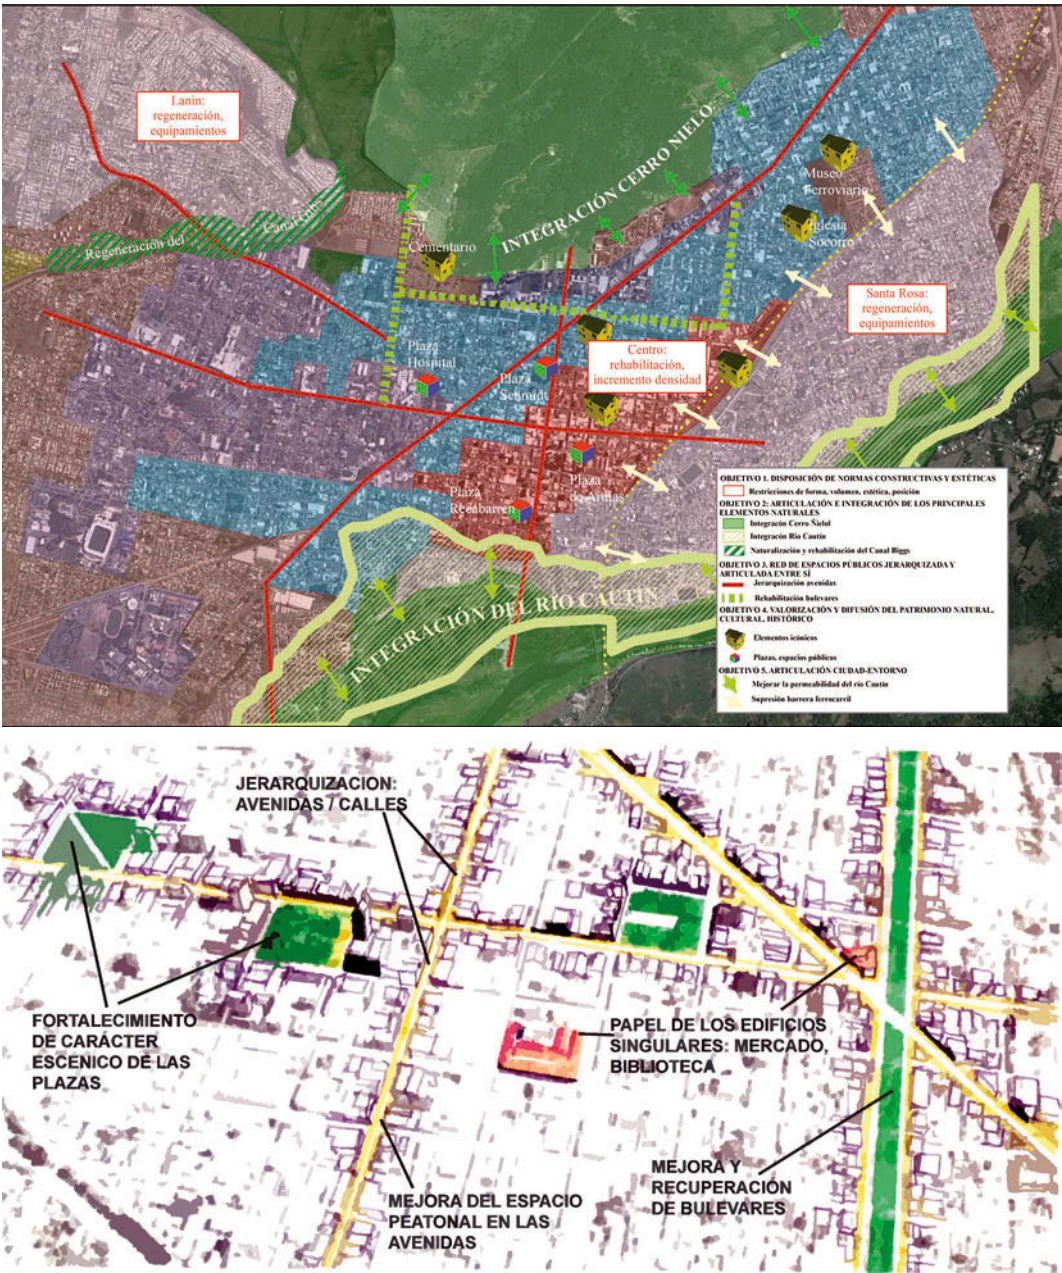 Lanin:
regeneración,
equipamientos
INTEGRACIÓN CERRO NIELO
Museo
Ferroviario
Iglesia
Socorro
Canal Gibs
Regeneración del
Cementario
Santa Rosa:
regeneración,
equipamientos
Plaza
Hospital
Centro:
rehabilitación,
incremento densidad
Plaza
Schmidt
Plaza
de Armas
Plaza
Recabarren
INTEGRACIÓN DEL RÍO CAUTIN
OBJETIVO 1. DISPOSICIÓN DE NORMAS CONSTRUCTIVAS Y ESTÉTICAS
Restricciones de forma, volumen, estética, posición
OBJETIVO 2: ARTICULACIÓN E INTEGRACIÓN DE LOS PRINCIPALES
ELEMENTOS NATURALES
Integracón Cerro Ñielol
Integración Río Cautín
Naturalización y rehabilitación del Canal Biggs
OBJETIVO 3. RED DE ESPACIOS PÚBLICOS JERARQUIZADA Y
ARTICULADA ENTRE SÍ
Jerarquización avenidas
Rehabilitación bulevares
OBJETIVO 4. VALORIZACIÓN Y DIFUSIÓN DEL PATRIMONIO NATURAL,
CULTURAL, HISTÓRICO
Elementos icónicos
Plazas, espacios públicos
OBJETIVO 5. ARTICULACIÓN CIUDAD-ENTORNO
Mejorar la permeabilidad del río Cautín
Supresión barrera ferrocarril
JERARQUIZACION:
AVENIDAS / CALLES
FORTALECIMIENTO
DE CARÁCTER
ESCENICO DE LAS
PLAZAS
PAPEL DE LOS EDIFICIOS
SINGULARES: MERCADO,
BIBLIOTECA
MEJORA DEL ESPACIO
PEATONAL EN LAS
AVENIDAS
MEJORA Y
RECUPERACIÓN
DE BULEVARES